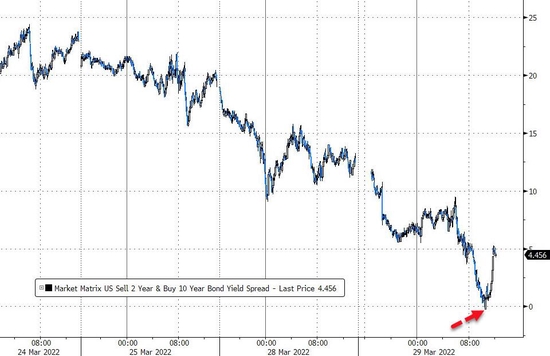 25
20
15
10
5
4.456
0
Market Matrix US Sell 2 Year & Buy 10 Year Bond Yield Spread - Last Price 4.456
08:00 00:00 08:00 00:00 08:00 00:00 08:00
24 Mar 2022 25 Mar 2022 28 Mar 2022 29 Mar 2022